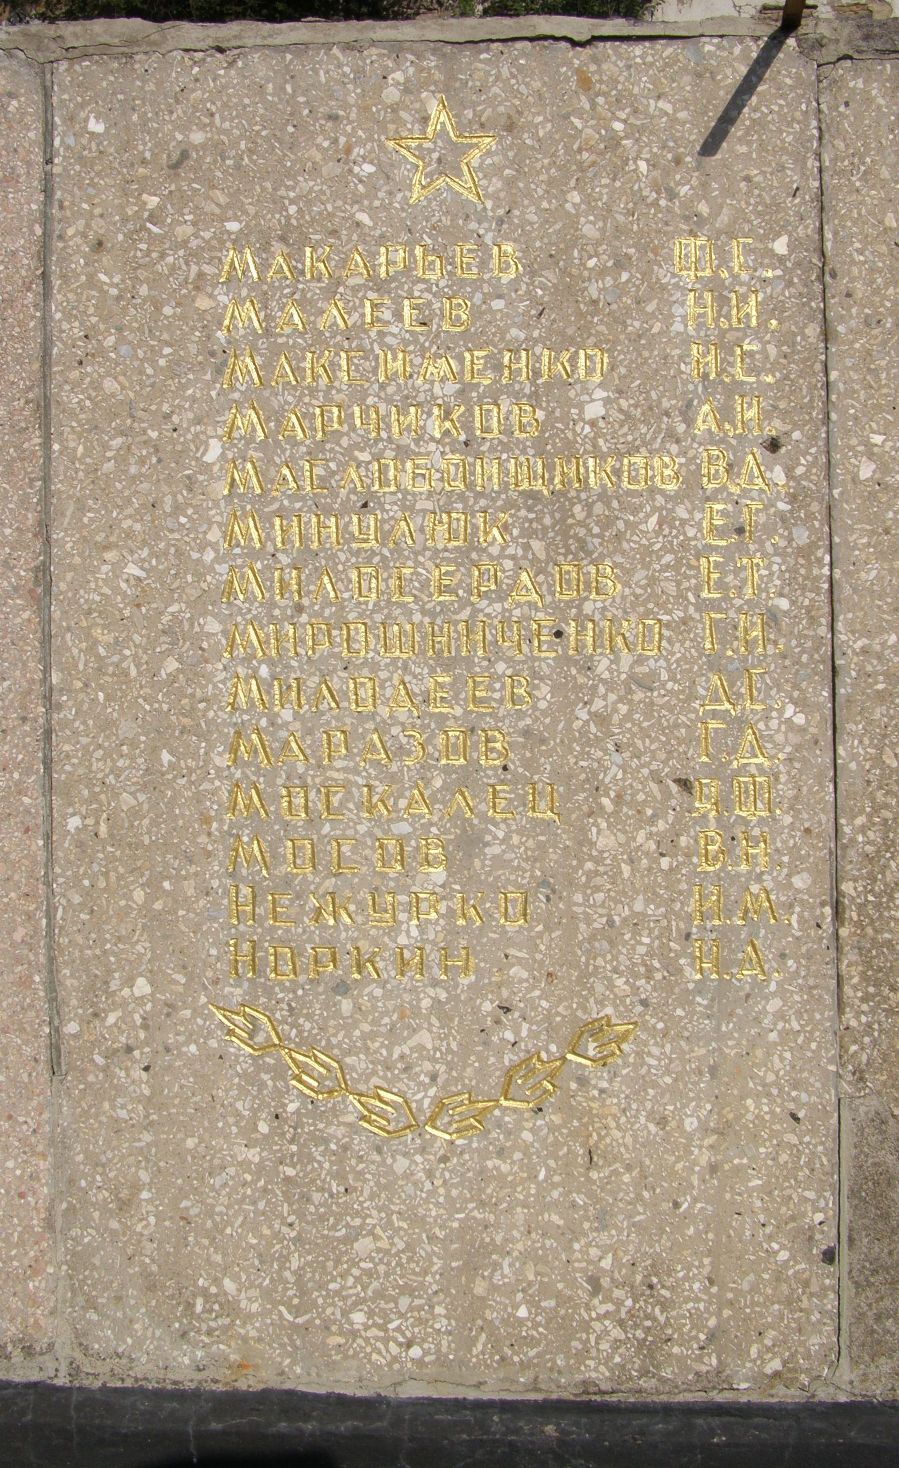 МАКАРЬЕВ Ф.С.
МАЛЕЕВ Н.И.
МАКСИМЕНКО Н.С.
МАРЧИКОВ А.И.
МАСЛОБОЙЩИКОВ В.Д.
МИНУЛЮК Е.Г.
МИЛОСЕРДОВ Е.Т.
МИРОШНИЧЕНКО Г.И.
МИЛОДЕЕВ Д.С.
МАРАЗОВ Г.Д.
МОСКАЛЕЦ Я.Ф.
МОСОВ В.Н.
НЕЖУРКО И.М.
НОРКИН Н.А.